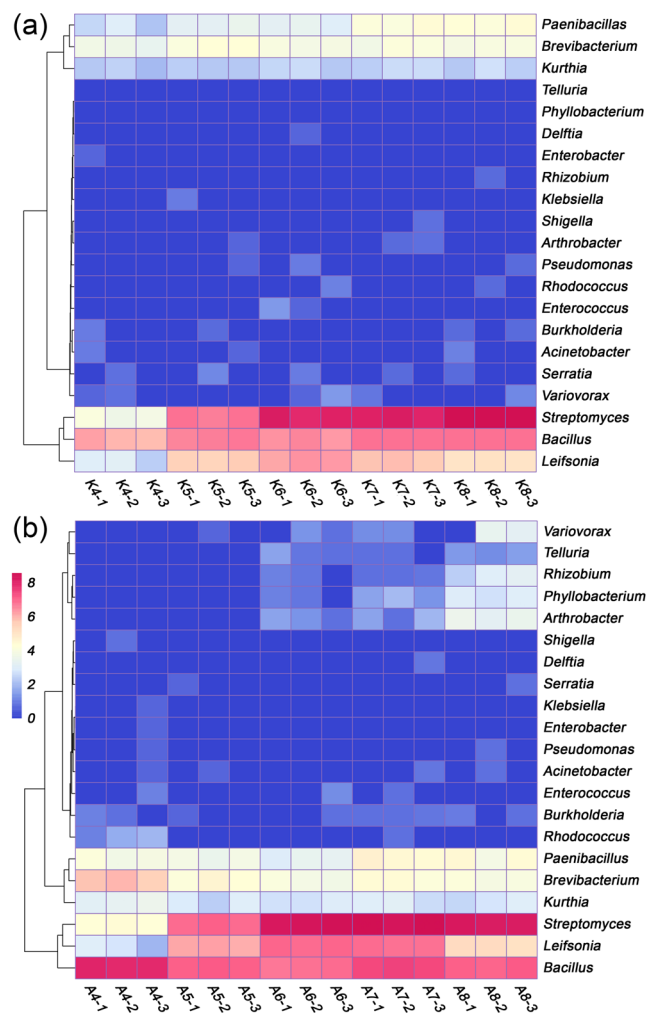 (a)
Paenibacillas
Brevibacterium
Kurthia
Telluria
Phyllobacterium
Delftia
Enterobacter
Rhizobium
Klebsiella
Shigella
Arthrobacter
Pseudomonas
Rhodococcus
Enterococcus
Burkholderia
Acinetobacter
Serratia
Variovorax
Streptomyces
Bacillus
Leifsonia
K4-1 K4-2 K4-3 K5-1 K5-2 K5-3 K6-1 K6-2 K6-3 K7-1 K7-2 K7-3 K8-1 K8-2 K8-3
(b)
8
6
4
2
0
Variovorax
Telluria
Rhizobium
Phyllobacterium
Arthrobacter
Shigella
Delftia
Serratia
Klebsiella
Enterobacter
Pseudomonas
Acinetobacter
Enterococcus
Burkholderia
Rhodococcus
Paenibacillus
Brevibacterium
Kurthia
Streptomyces
Leifsonia
Bacillus
A4-1 A4-2 A4-3 A5-1 A5-2 A5-3 A6-1 A6-2 A6-3 A7-1 A7-2 A7-3 A8-1 A8-2 A8-3